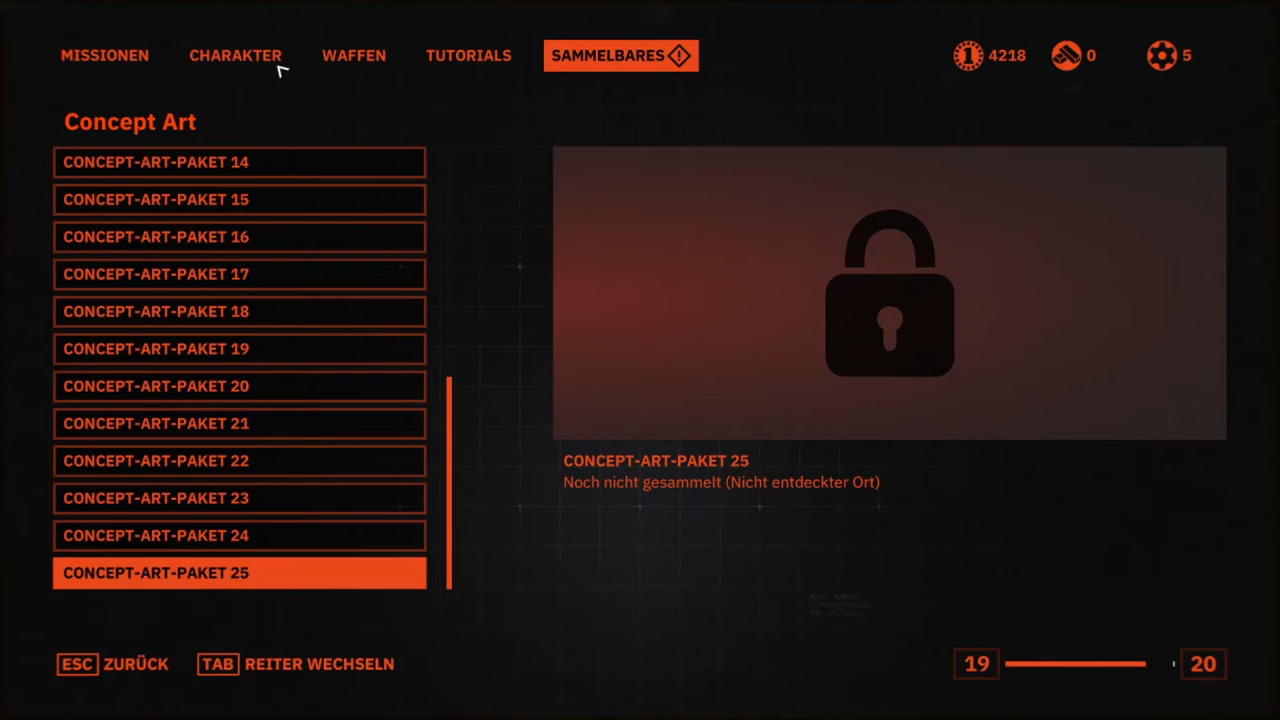 MISSIONEN CHARAKTER WAFFEN TUTORIALS SAMMELBARES 4218 0 5
Concept Art
CONCEPT-ART-PAKET 14
CONCEPT-ART-PAKET 15
CONCEPT-ART-PAKET 16
CONCEPT-ART-PAKET 17
CONCEPT-ART-PAKET 18
CONCEPT-ART-PAKET 19
CONCEPT-ART-PAKET 20
CONCEPT-ART-PAKET 21
CONCEPT-ART-PAKET 22
CONCEPT-ART-PAKET 23
CONCEPT-ART-PAKET 24
CONCEPT-ART-PAKET 25
CONCEPT-ART-PAKET 25
Noch nicht gesammelt (Nicht entdeckter Ort)
ESC ZURÜCK TAB REITER WECHSELN
19 20